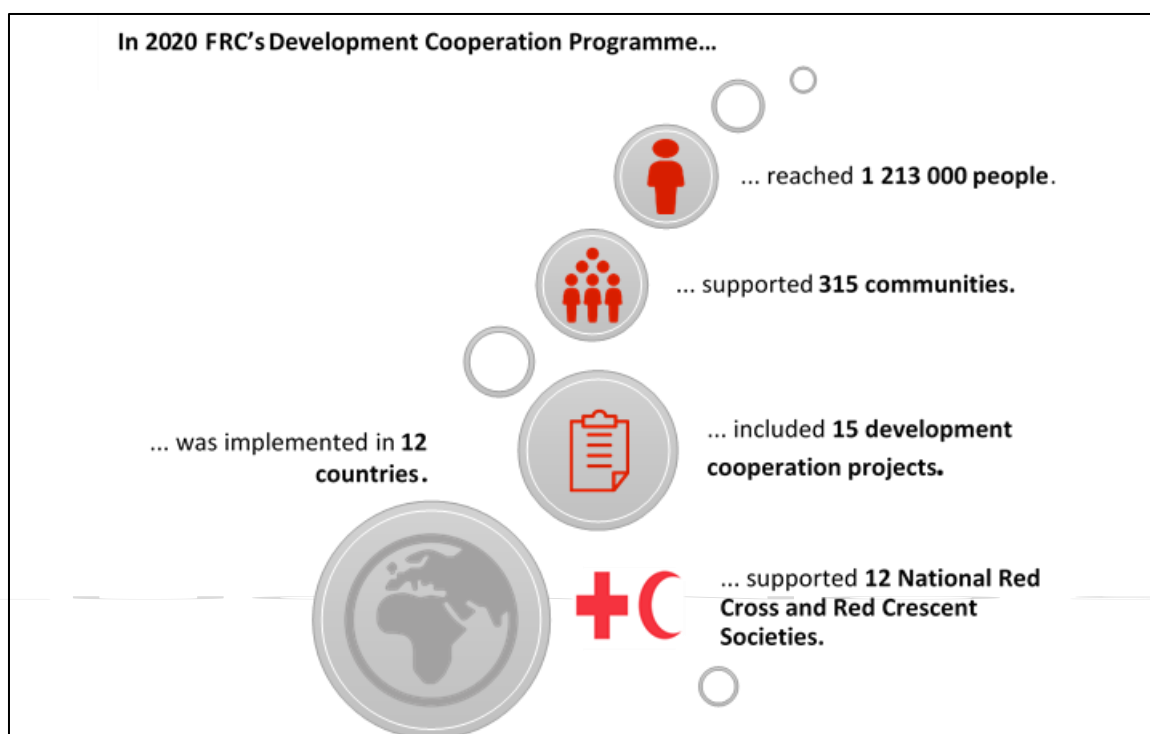 In 2020 FRC's Development Cooperation Programme...
... reached 1 213 000 people.
... supported 315 communities.
... was implemented in 12
countries.
... included 15 development
cooperation projects.
... supported 12 National Red
Cross and Red Crescent
Societies.